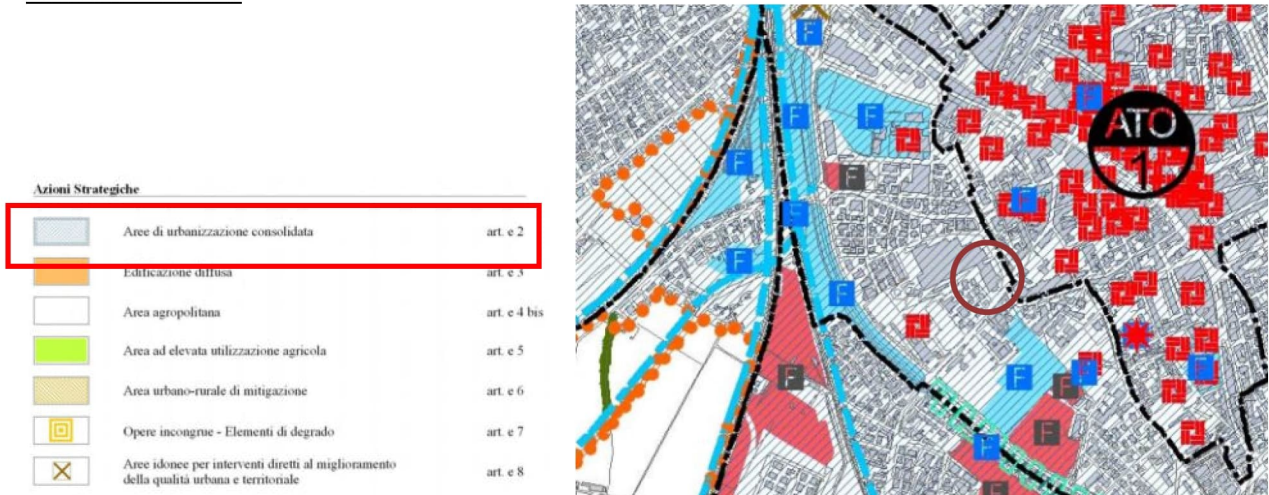 Azioni Strategiche
Aree di urbanizzazione consolidata art. e 2
Edificazione diffusa art. e 3
Area agropolitana art. e 4 bis
Area ad elevata utilizzazione agricola art. e 5
Area urbano-rurale di mitigazione art. e 6
Opere incongrue - Elementi di degrado art. e 7
Aree idonee per interventi diretti al miglioramento
della qualità urbana e territoriale art. e 8
F
F
F
F
F
F
F
ATO
1
F
F
F
F
F
F
F
F
F
F
F